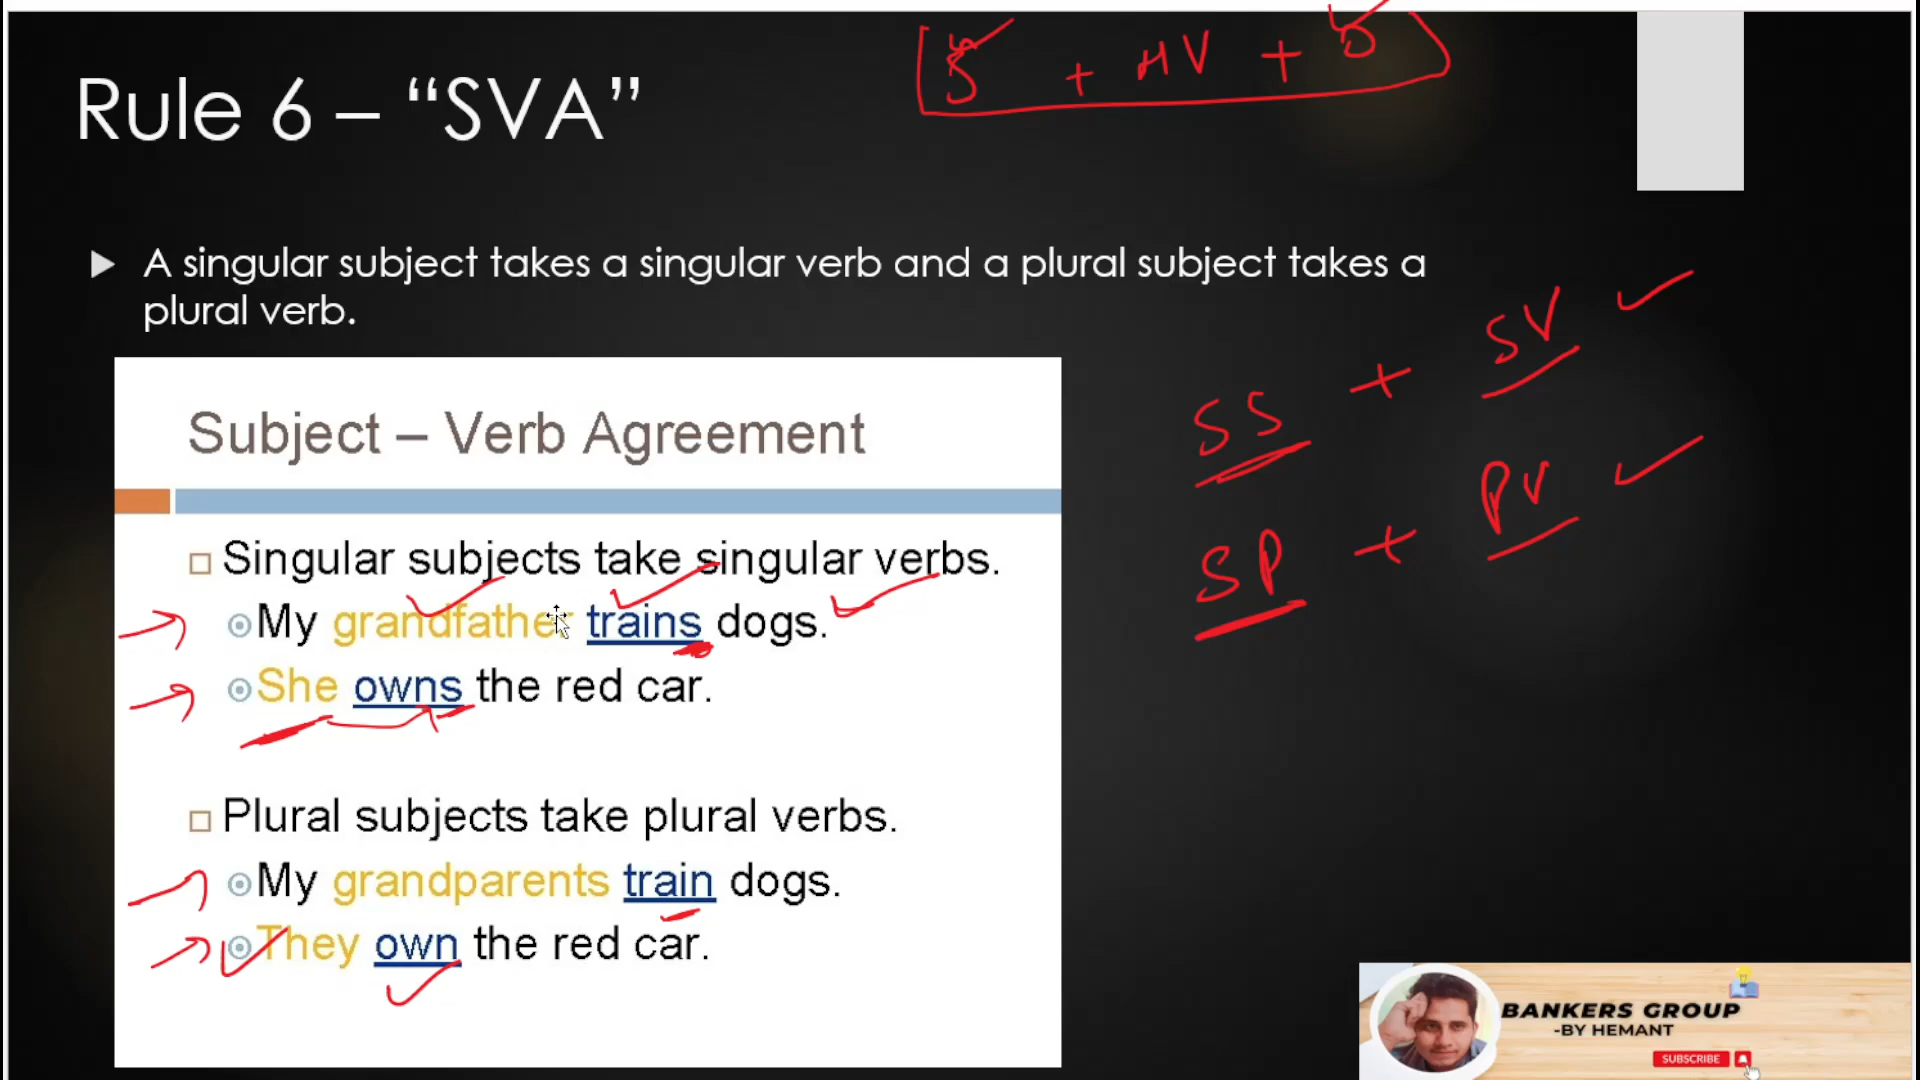 S + HV + S
Rule 6 – “SVA”
A singular subject takes a singular verb and a plural subject takes a
plural verb.
SS + SV
SP + PV
Subject – Verb Agreement
Singular subjects take singular verbs.
My grandfather trains dogs.
She owns the red car.
Plural subjects take plural verbs.
My grandparents train dogs.
They own the red car.
BANKERS GROUP
-BY HEMANT
SUBSCRIBE